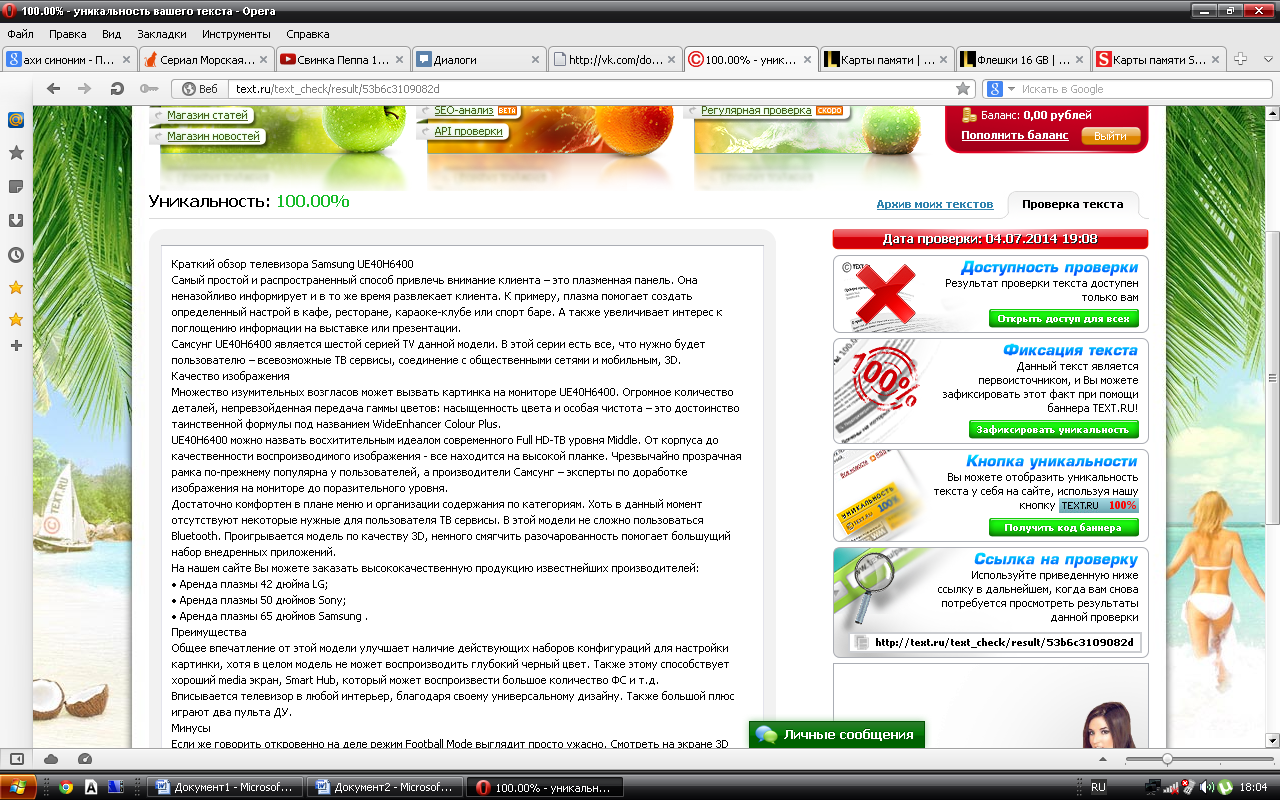 100.00% - уникальность вашего текста - Opera
Файл Правка Вид Закладки Инструменты Справка
ахи синоним - П...
Сериал Морская...
Свинка Пеппа 1...
Диалоги
http://vk.com/do...
100.00% - уник...
Карты памяти | ...
Флешки 16 GB | ...
Карты памяти S...
Веб
text.ru/text_check/result/53b6c3109082d
Искать в Google
Магазин статей
Магазин новостей
SEO-анализ BETA
API проверки
Регулярная проверка СКОРО
Баланс: 0,00 рублей
Пополнить баланс Выйти
Уникальность: 100.00%
Архив моих текстов
Проверка текста
Краткий обзор телевизора Samsung UE40H6400
Самый простой и распространенный способ привлечь внимание клиента – это плазменная панель. Она
ненавязливо информирует и в то же время развлекает клиента. К примеру, плазма помогает создать
определенный настрой в кафе, ресторане, караоке-клубе или спорт баре. А также увеличивает интерес к
поглощению информации на выставке или презентации.
Самсунг UE40H6400 является шестой серией TV данной модели. В этой серии есть все, что нужно будет
пользователю – всевозможные ТВ сервисы, соединение с общественными сетями и мобильным, 3D.
Качество изображения
Множество изумительных возгласов может вызвать картинка на мониторе UE40H6400. Огромное количество
деталей, непревзойденная передача гаммы цветов: насыщенность цвета и особая чистота – это достоинство
действенной формулы под названием WideEnhancer Colour Plus.
UE40H6400 можно назвать восхитительным идеалом современного Full HD-ТВ уровня Middle. От корпуса до
качественности воспроизводимого изображения - все находится на высокой планке. Чрезвычайно прозрачная
рамка по-прежнему популярна у пользователей, а производители Самсунг – эксперты по доработке
изображения на мониторе до поразительного уровня.
Достаточно комфортен в плане меню и организации содержания по категориям. Хоть в данный момент
отсутствуют некоторые нужные для пользователя ТВ сервисы. В этой модели не сложно пользоваться
немного смягчить разочарованность помогает большущий
набор внедренных приложений.
На нашем сайте Вы можете заказать высококачественную продукцию известнейших производителей:
• Аренда плазмы 42 дюйма LG;
• Аренда плазмы 50 дюймов Sony;
• Аренда плазмы 65 дюймов Samsung .
Преимущества
Общее впечатление от этой модели улучшает наличие действующих наборов конфигураций для настройки
картинки, хотя в целом модель не может воспроизводить глубокий черный цвет. Также этому способствует
хороший media экран, Smart Hub, который может воспроизвести большое количество ФС и т.д.
Вписывается телевизор в любой интерьер, благодаря своему универсальному дизайну. Также большой плюс
играют два пульта ДУ.
Минусы
Если же говорить откровенно на деле режим Football Mode выглядит просто ужасно. Смотреть на экране 3D
Дата проверки: 04.07.2014 19:08
Доступность проверки
Результат проверки текста доступен
только вам
Открыть доступ для всех
Фиксация текста
100%
Данный текст является
первоисточником, и Вы можете
зафиксировать этот факт при помощи
баннера TEXT.RU!
Зафиксировать уникальность
Кнопка уникальности
Вы можете отобразить уникальность
текста у себя на сайте, используя нашу
кнопку TEXT.RU 100%
Получить код баннера
Ссылка на проверку
Используйте приведенную ниже
ссылку в дальнейшем, когда вам снова
потребуется просмотреть результаты
данной проверки
http://text.ru/text_check/result/53b6c3109082d
Личные сообщения
Документ1 - Microsof...
Документ2 - Microsof...
100.00% - уникальн...
RU
18:04